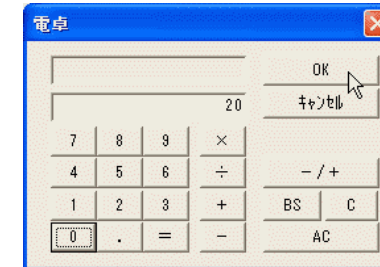 電卓
OK
20 ｷｬﾝｾﾙ
7 8 9 ×
4 5 6 ÷ -/+
1 2 3 + BS C
0 . = - AC